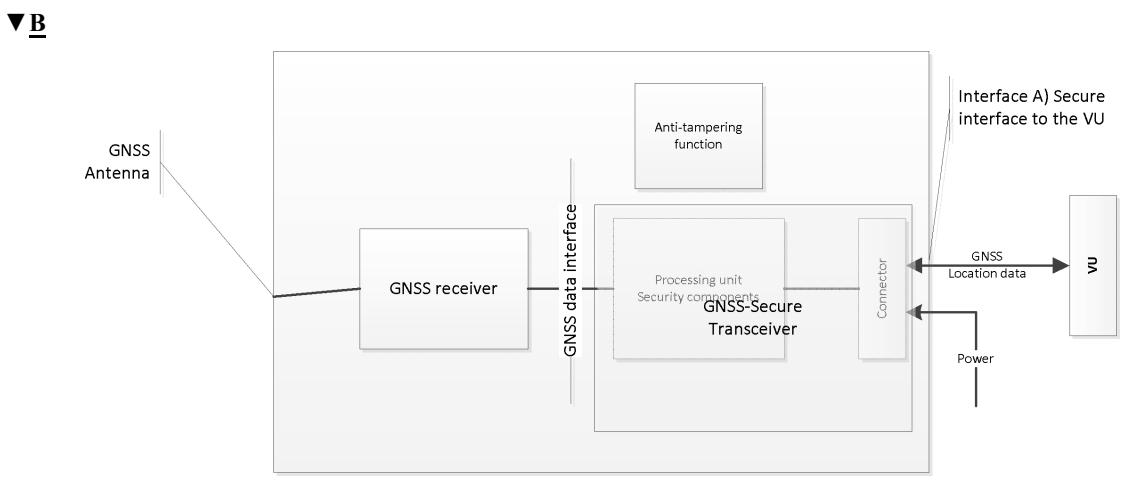 ▼B
Anti-tampering
function
Interface A) Secure
interface to the VU
GNSS
Antenna
GNSS receiver
GNSS data interface
Processing unit
Security components
GNSS-Secure
Transceiver
Connector
GNSS
Location data
VU
Power